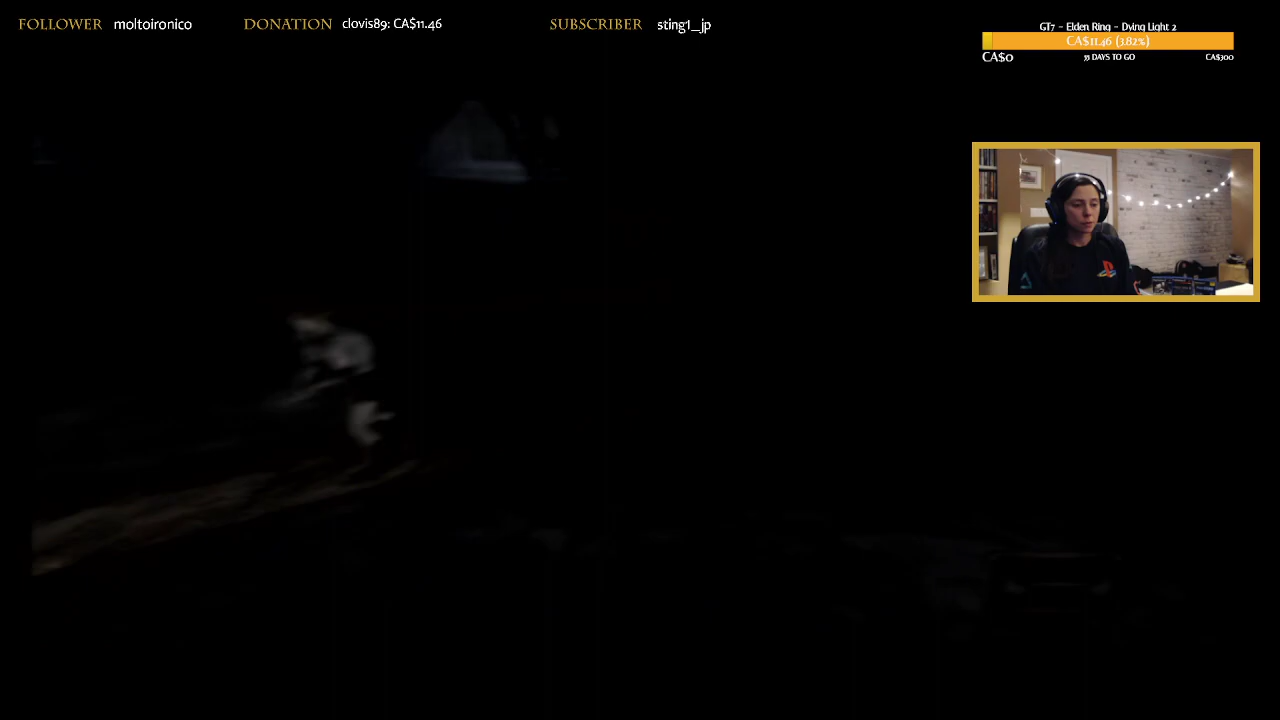 FOLLOWER moltoironico DONATION clovis89: CA$11.46 SUBSCRIBER sting1_jp
GT7 - Elden Ring - Dying Light 2
CA$11.46 (3.82%)
CA$0 33 DAYS TO GO CA$300